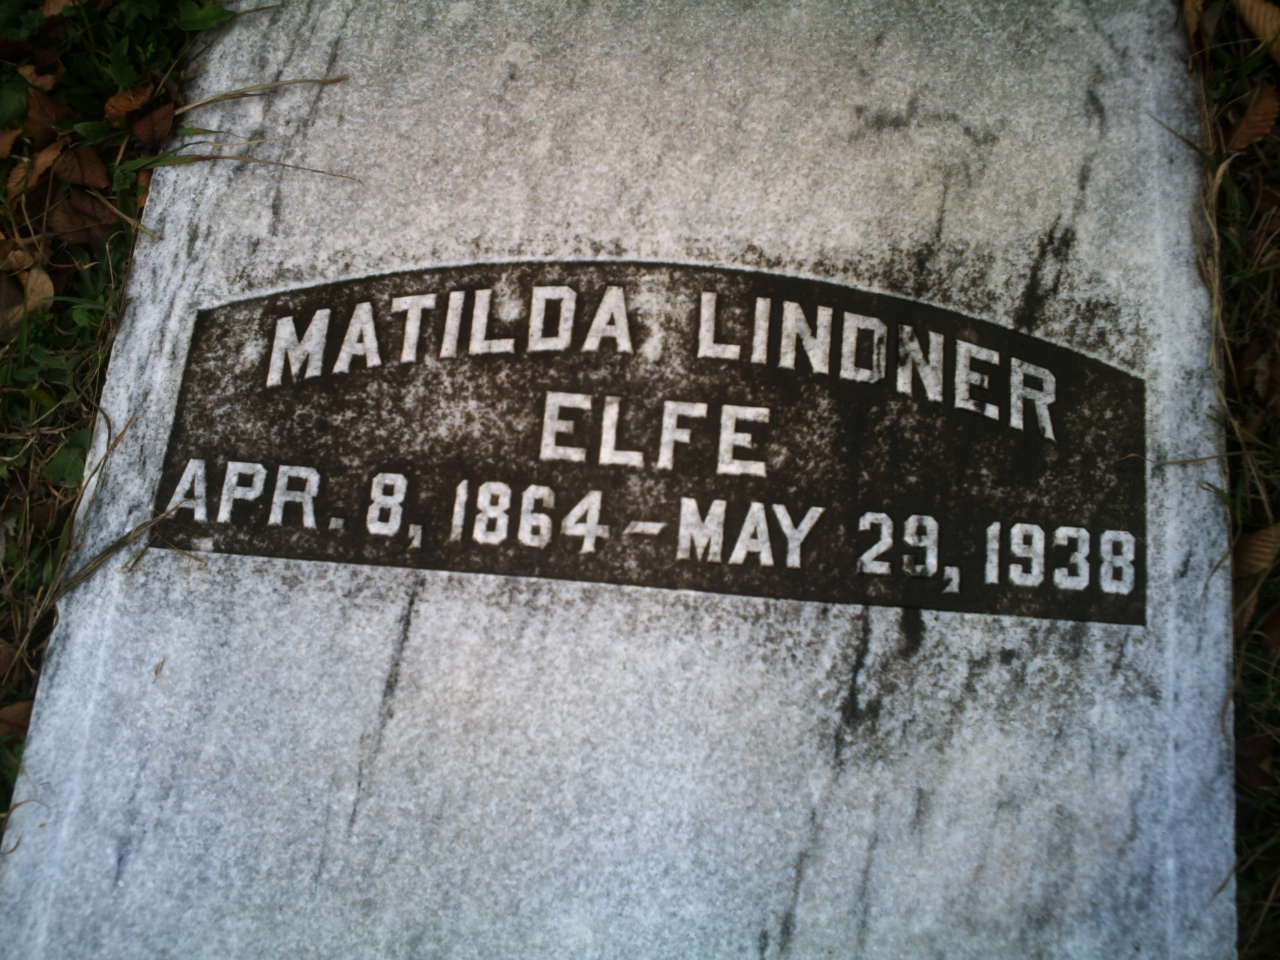 MATILDA LINDNER
ELFE
APR. 8, 1864 – MAY 29, 1938